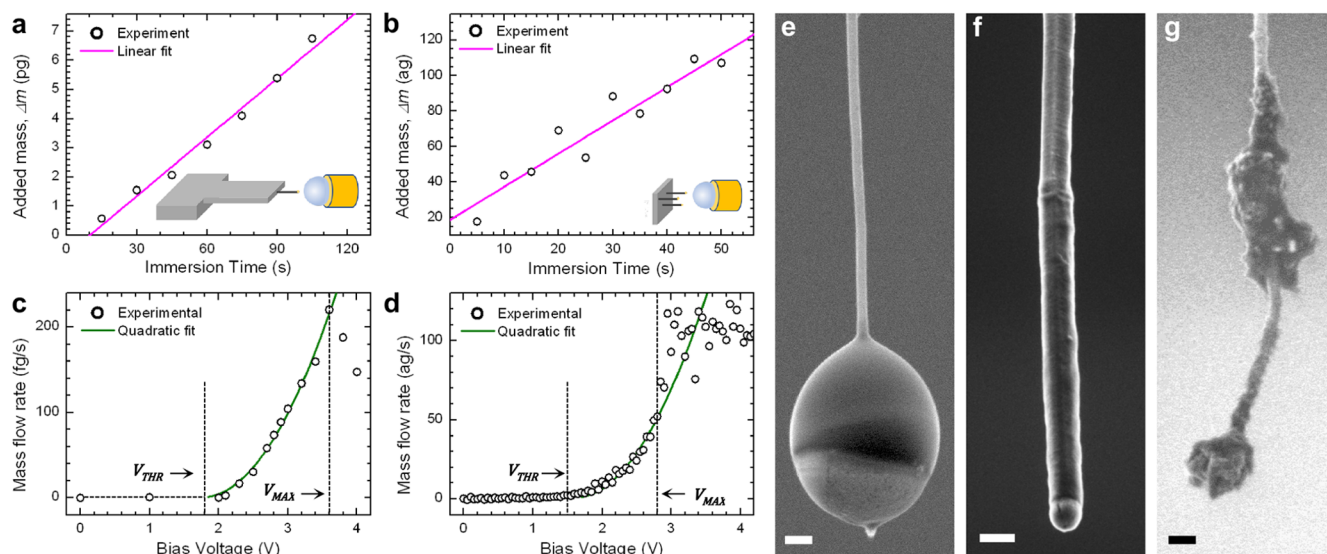 a
7
6
5
4
3
2
1
0
Added mass, Δm (pg)
Experiment
Linear fit
0 30 60 90 120
Immersion Time (s)
b
120
100
80
60
40
20
Added mass, Δm (ag)
Experiment
Linear fit
0 10 20 30 40 50
Immersion Time (s)
c
200
100
0
Mass flow rate (fg/s)
Experimental
Quadratic fit
V_THR
V_MAX
0 1 2 3 4
Bias Voltage (V)
d
100
50
0
Mass flow rate (ag/s)
Experimental
Quadratic fit
V_THR
V_MAX
0 1 2 3 4
Bias Voltage (V)
e
f
g